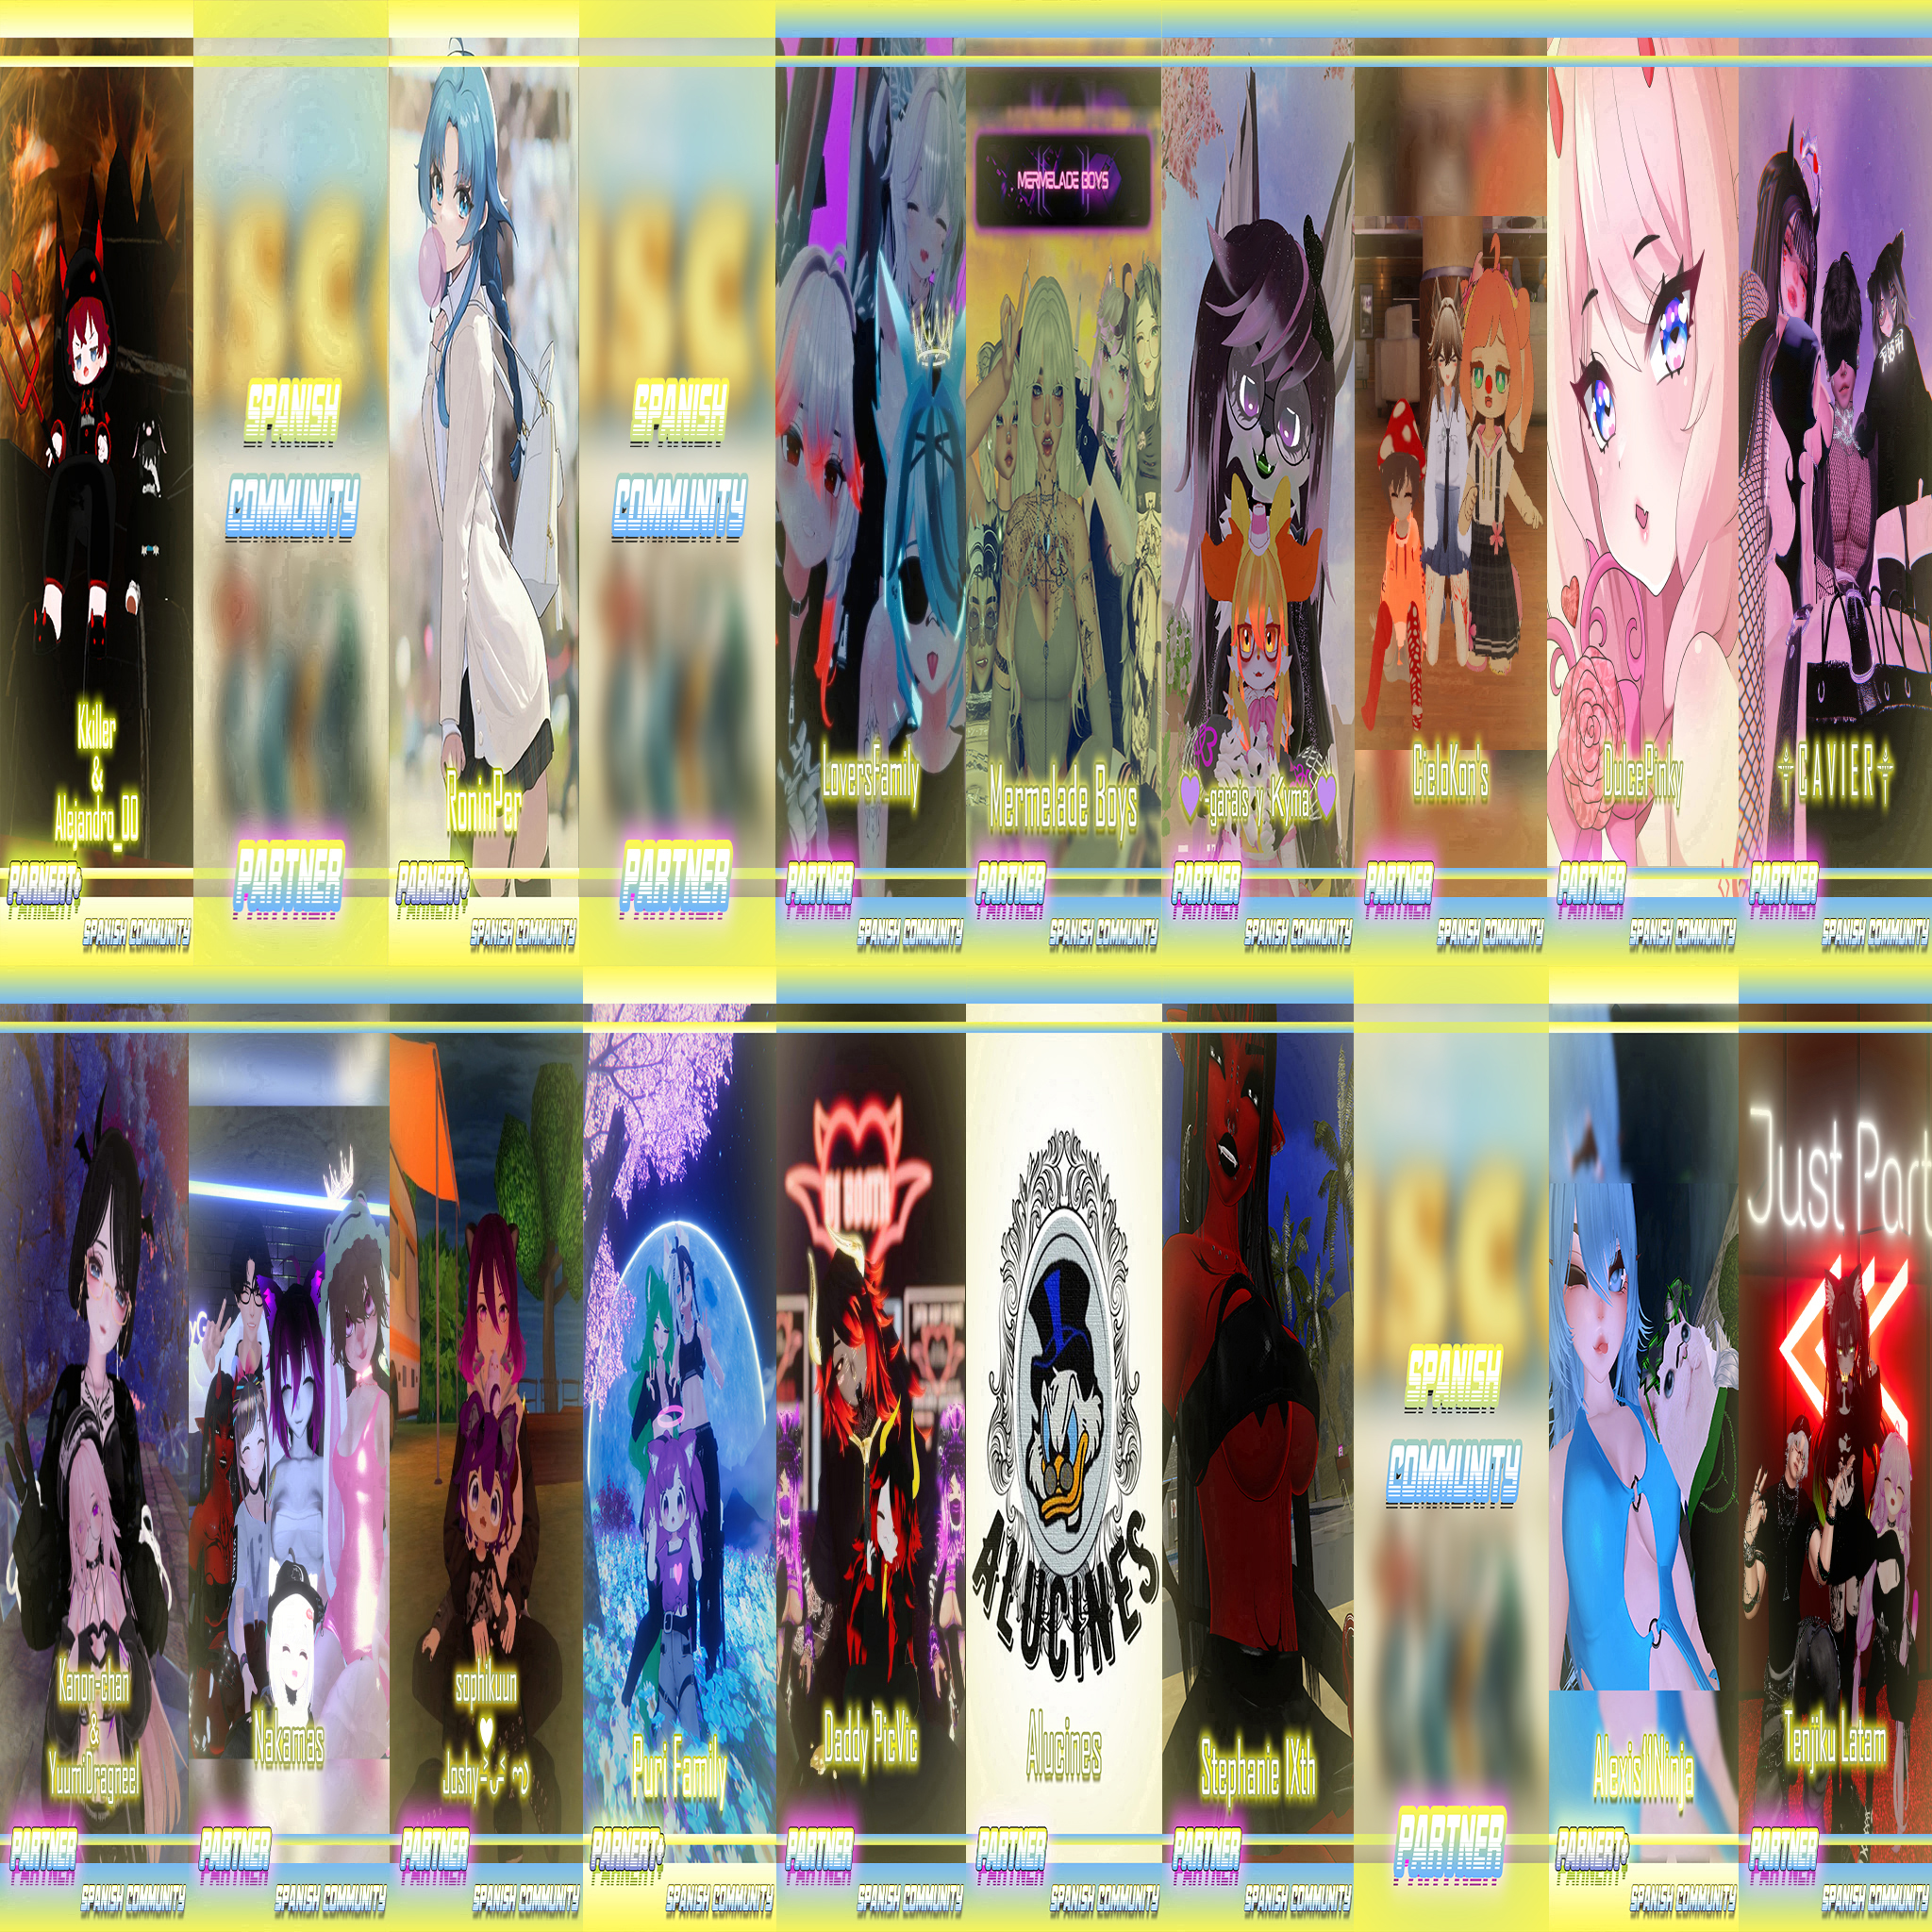 Kkiller
&
Alejandro_00
PARNERT+
SPANISH COMMUNITY
SPANISH
COMMUNITY
PARTNER
RoninPer
PARNERT+
SPANISH COMMUNITY
SPANISH
COMMUNITY
PARTNER
LoversFamily
PARTNER
SPANISH COMMUNITY
MERMELADE BOYS
Mermelade Boys
PARTNER
SPANISH COMMUNITY
-garais y Kyma
PARTNER
SPANISH COMMUNITY
CieloKon's
PARTNER
SPANISH COMMUNITY
DulcePinky
PARTNER
SPANISH COMMUNITY
CAVIER
PARTNER
SPANISH COMMUNITY
Kanon-chan
&
YuumiDragneel
PARTNER
SPANISH COMMUNITY
Nakamas
PARTNER
SPANISH COMMUNITY
sophikuun
♥
Joshy
PARTNER
SPANISH COMMUNITY
Puri Family
PARNERT+
SPANISH COMMUNITY
DJ BOOTH
Daddy PicVic
PARTNER
SPANISH COMMUNITY
ALUCINES
Alucines
PARTNER
SPANISH COMMUNITY
Stephanie IXth
PARTNER
SPANISH COMMUNITY
SPANISH
COMMUNITY
PARTNER
AlexisllNinja
PARNERT+
SPANISH COMMUNITY
Just Part
Tenjiku Latam
PARTNER
SPANISH COMMUNITY